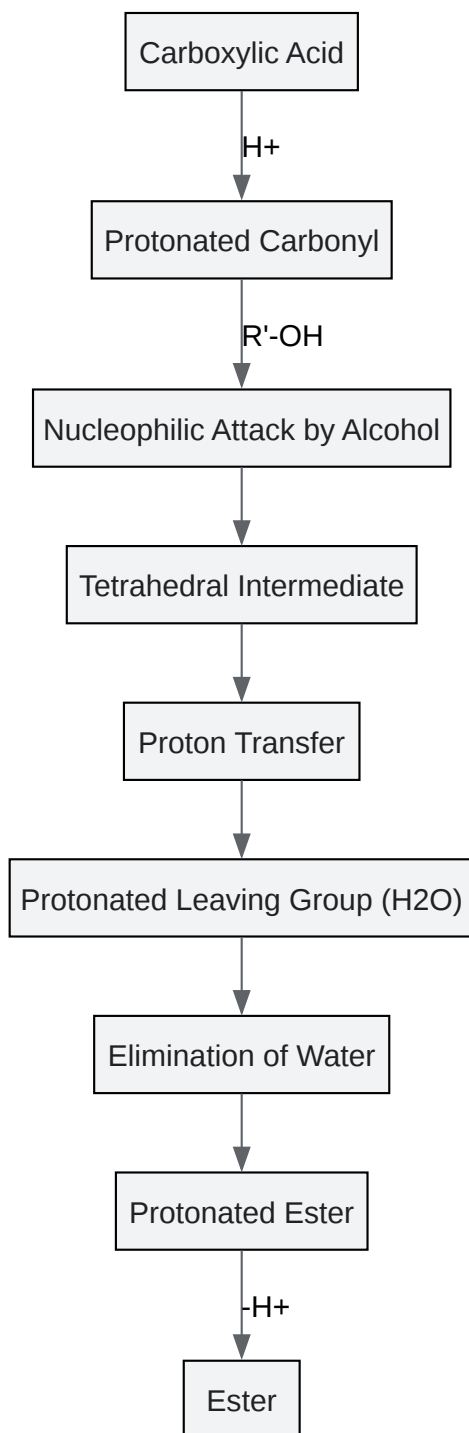 Carboxylic Acid
H+
Protonated Carbonyl
R'-OH
Nucleophilic Attack by Alcohol
Tetrahedral Intermediate
Proton Transfer
Protonated Leaving Group (H2O)
Elimination of Water
Protonated Ester
-H+
Ester